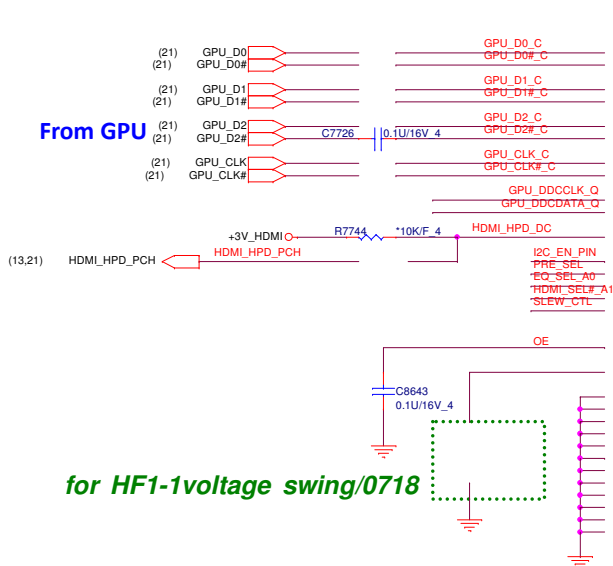 (21) GPU_D0 GPU_D0_C
(21) GPU_D0# GPU_D0#_C
(21) GPU_D1 GPU_D1_C
(21) GPU_D1# GPU_D1#_C
From GPU
(21) GPU_D2 GPU_D2_C
(21) GPU_D2# C7726 0.1U/16V_4 GPU_D2#_C
(21) GPU_CLK GPU_CLK_C
(21) GPU_CLK# GPU_CLK#_C
GPU_DDCCLK_Q
GPU_DDCDATA_Q
+3V_HDMI R7744 *10K/F_4 HDMI_HPD_DC
(13,21) HDMI_HPD_PCH HDMI_HPD_PCH
I2C_EN_PIN
PRE_SEL
EQ_SEL_A0
HDMI_SEL#_A1
SLEW_CTL
OE
C8643
0.1U/16V_4
for HF1-1voltage swing/0718